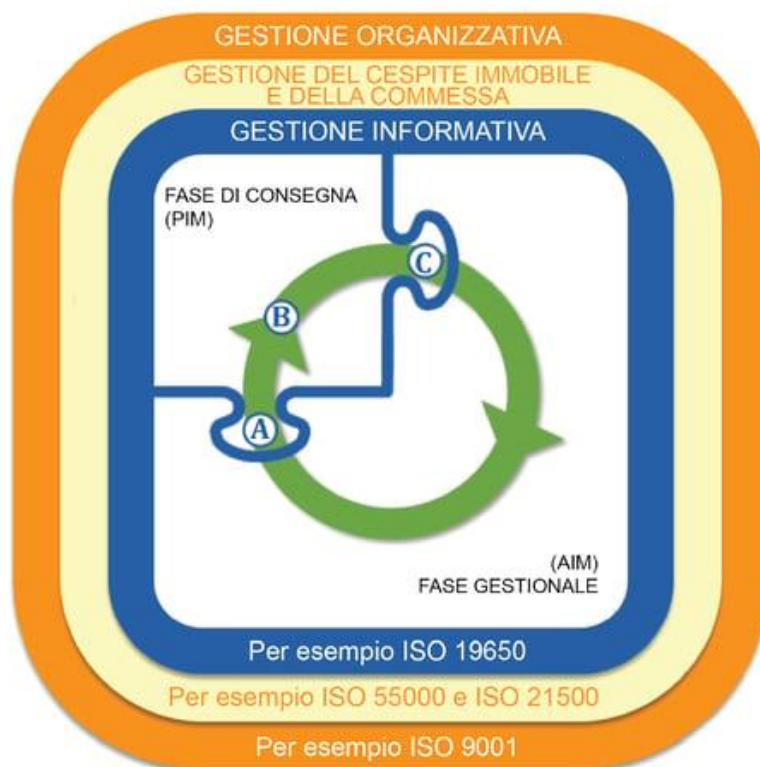 GESTIONE ORGANIZZATIVA
GESTIONE DEL CESPITE IMMOBILE
E DELLA COMMESSA
GESTIONE INFORMATIVA
FASE DI CONSEGNA
(PIM)
C
B
A
(AIM)
FASE GESTIONALE
Per esempio ISO 19650
Per esempio ISO 55000 e ISO 21500
Per esempio ISO 9001